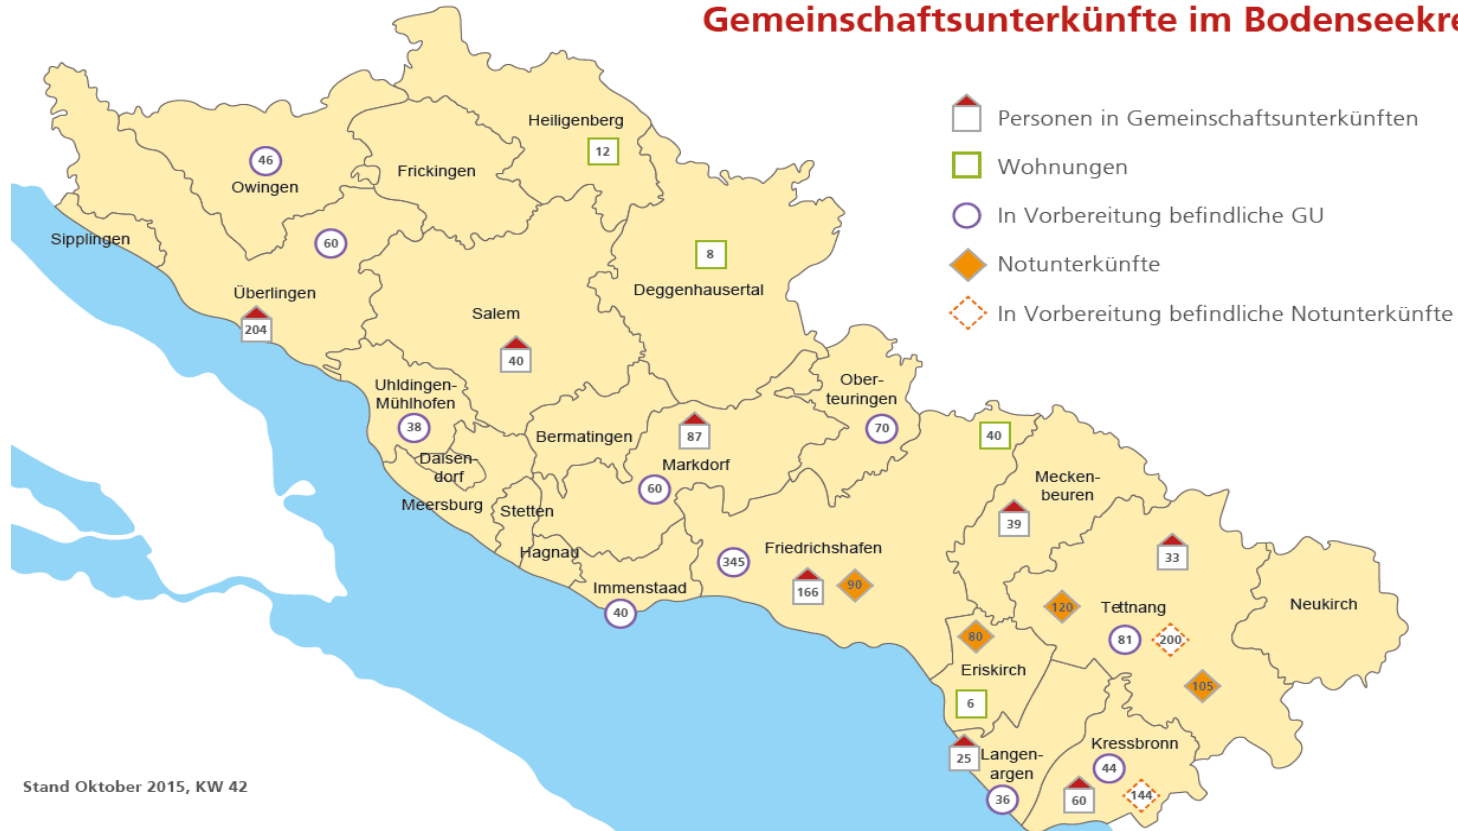 Gemeinschaftsunterkünfte im Bodenseekre
Personen in Gemeinschaftsunterkünften
Wohnungen
In Vorbereitung befindliche GU
Notunterkünfte
In Vorbereitung befindliche Notunterkünfte
Heiligenberg
12
Frickingen
46
Owingen
Sipplingen
60
Überlingen
204
8
Deggenhausertal
Salem
40
Uhldingen-
Mühlhofen
38
Ober-
teuringen
70
Bermatingen
87
Markdorf
60
Daisen-
dorf
Meersburg
Stetten
Hagnau
Immenstaad
40
40
Friedrichshafen
345
166
90
Mecken-
beuren
39
33
120
Tettnang
81
200
105
Neukirch
80
Eriskirch
6
25
Langen-
argen
36
Kressbronn
44
60
144
Stand Oktober 2015, KW 42